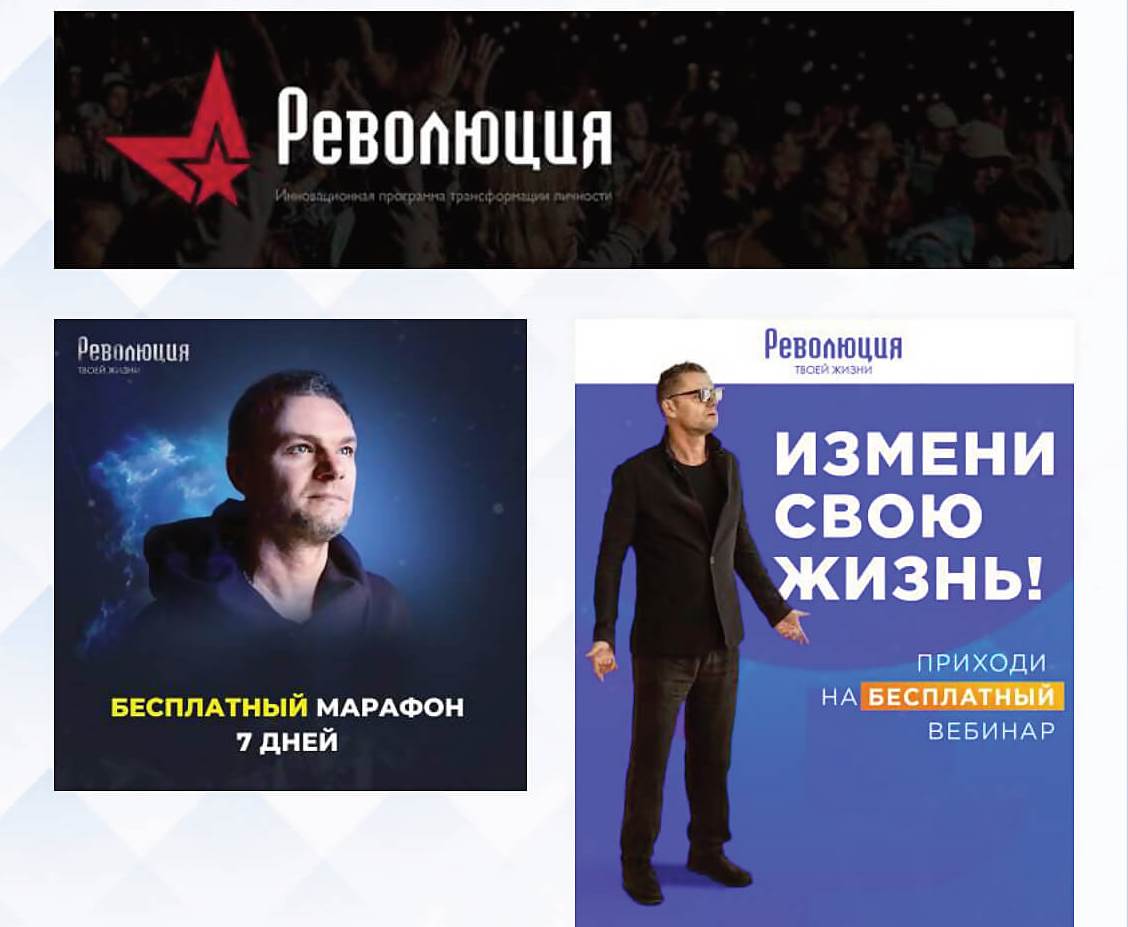 Революция
Инновационная программа трансформации личности
Революция
ТВОЕЙ ЖИЗНИ
БЕСПЛАТНЫЙ МАРАФОН
7 ДНЕЙ
Революция
ТВОЕЙ ЖИЗНИ
ИЗМЕНИ
СВОЮ
ЖИЗНЬ!
ПРИХОДИ
НА БЕСПЛАТНЫЙ
ВЕБИНАР